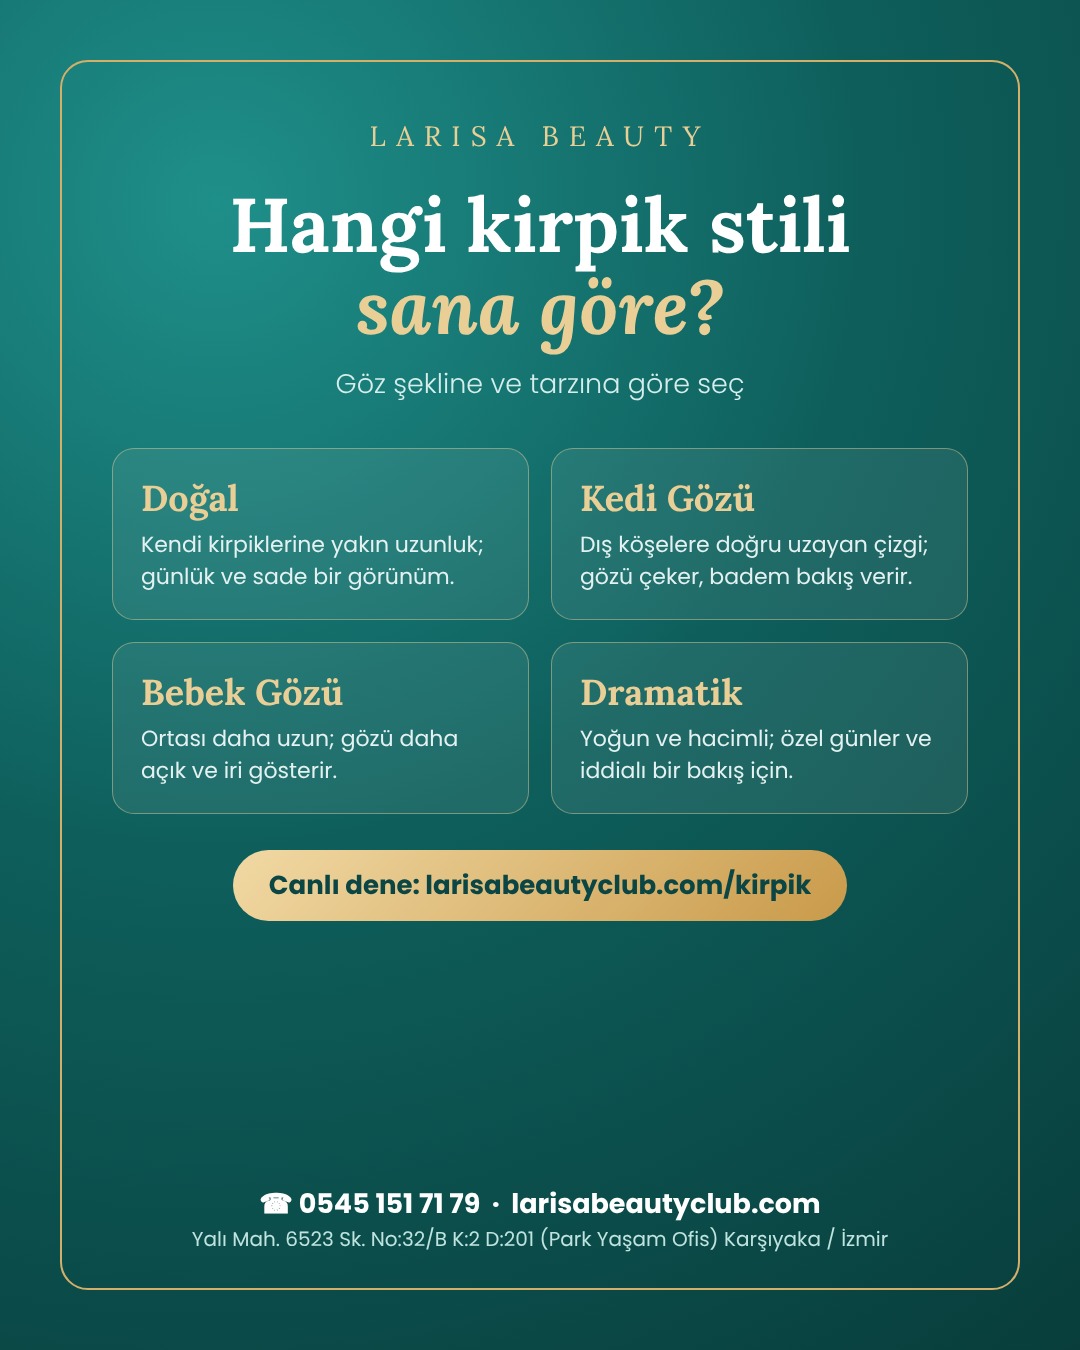 LARISA BEAUTY
Hangi kirpik stili
sana göre?
Göz şekline ve tarzına göre seç
Doğal
Kendi kirpiklerine yakın uzunluk;
günlük ve sade bir görünüm.
Kedi Gözü
Dış köşelere doğru uzayan çizgi;
gözü çeker, badem bakış verir.
Bebek Gözü
Ortası daha uzun; gözü daha
açık ve iri gösterir.
Dramatik
Yoğun ve hacimli; özel günler ve
iddialı bir bakış için.
Canlı dene: larisabeautyclub.com/kirpik
☎ 0545 151 71 79 · larisabeautyclub.com
Yalı Mah. 6523 Sk. No:32/B K:2 D:201 (Park Yaşam Ofis) Karşıyaka / İzmir